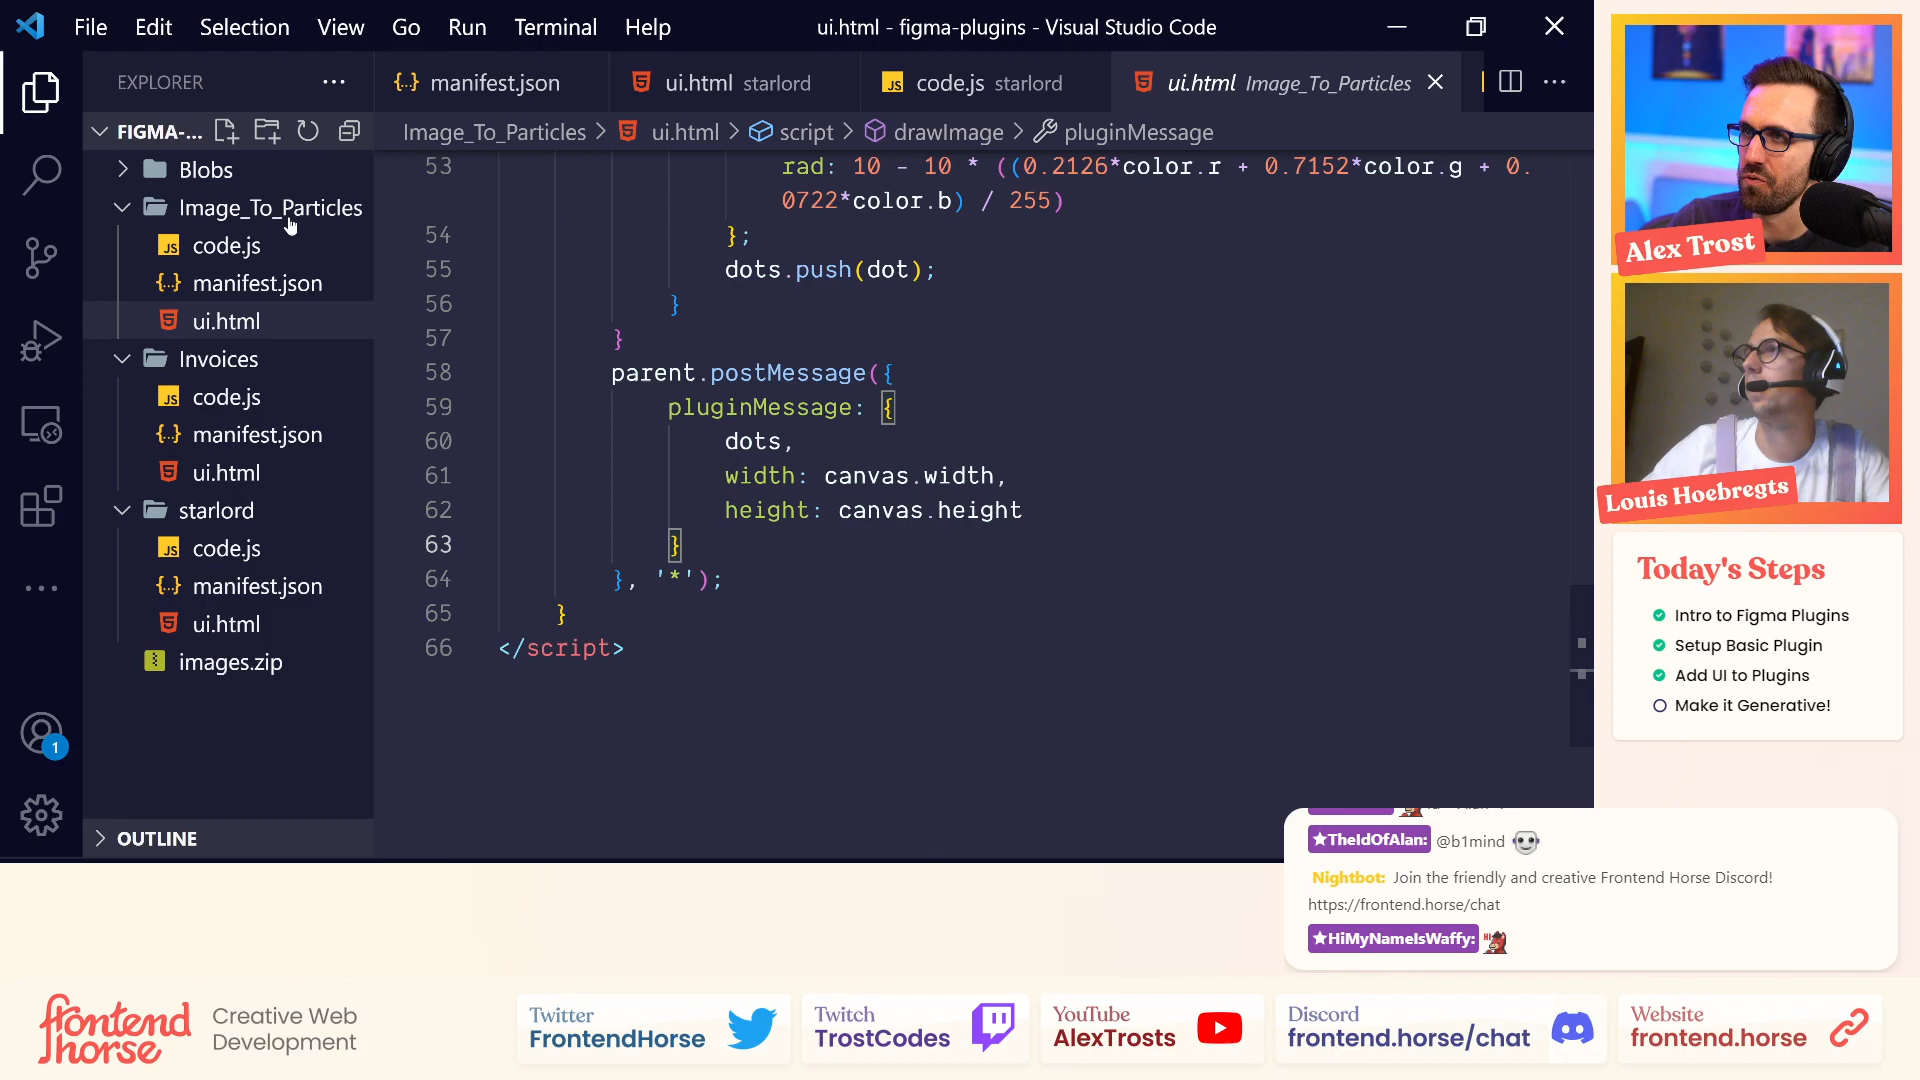 File Edit Selection View Go Run Terminal Help
ui.html - figma-plugins - Visual Studio Code
EXPLORER
manifest.json
ui.html starlord
code.js starlord
ui.html Image_To_Particles
FIGMA-...
Image_To_Particles > ui.html > script > drawImage > pluginMessage
Blobs
Image_To_Particles
code.js
manifest.json
ui.html
Invoices
code.js
manifest.json
ui.html
starlord
code.js
manifest.json
ui.html
images.zip
1
OUTLINE
53 rad: 10 - 10 * ((0.2126*color.r + 0.7152*color.g + 0.
0722*color.b) / 255)
54 };
55 dots.push(dot);
56 }
57 }
58 parent.postMessage({
59 pluginMessage: {
60 dots,
61 width: canvas.width,
62 height: canvas.height
63 }
64 }, '*');
65 }
66 </script>
Alex Trost
Louis Hoebregts
Today's Steps
Intro to Figma Plugins
Setup Basic Plugin
Add UI to Plugins
Make it Generative!
TheIdOfAlan: @b1mind
Nightbot: Join the friendly and creative Frontend Horse Discord!
https://frontend.horse/chat
HiMyNameIsWaffy:
frontend horse
Creative Web
Development
Twitter
FrontendHorse
Twitch
TrostCodes
YouTube
AlexTrosts
Discord
frontend.horse/chat
Website
frontend.horse